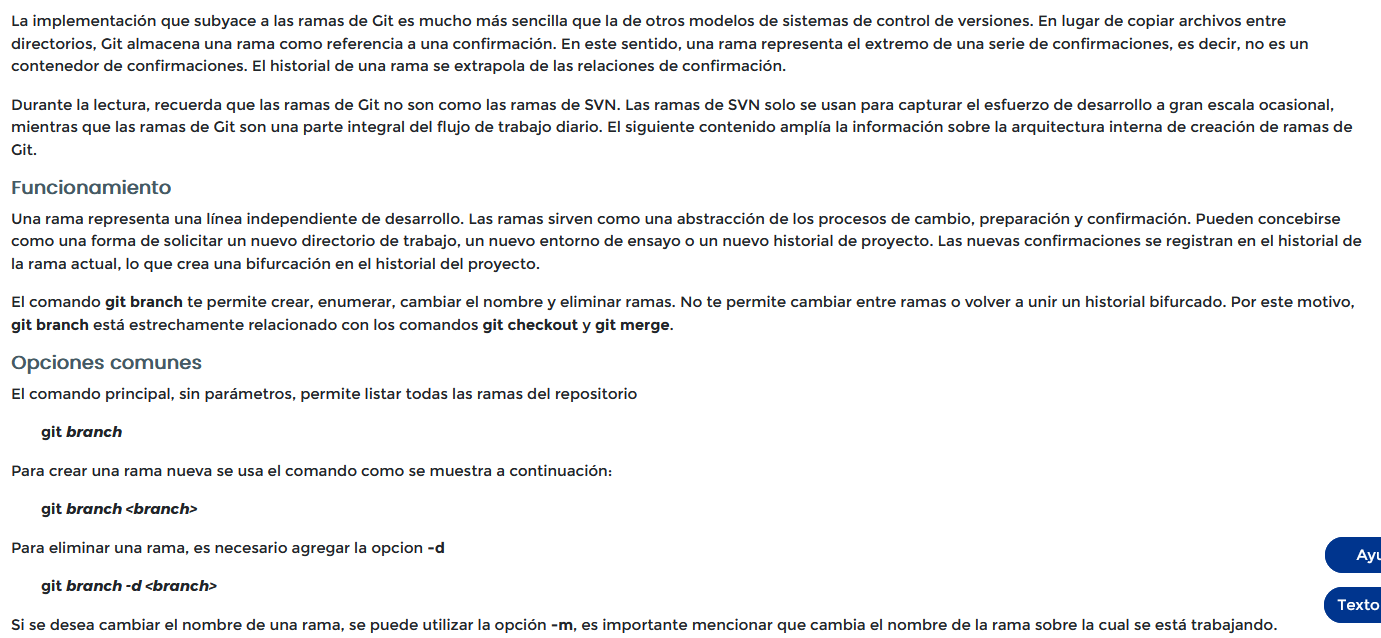 La implementación que subyace a las ramas de Git es mucho más sencilla que la de otros modelos de sistemas de control de versiones. En lugar de copiar archivos entre
directorios, Git almacena una rama como referencia a una confirmación. En este sentido, una rama representa el extremo de una serie de confirmaciones, es decir, no es un
contenedor de confirmaciones. El historial de una rama se extrapola de las relaciones de confirmación.
Durante la lectura, recuerda que las ramas de Git no son como las ramas de SVN. Las ramas de SVN solo se usan para capturar el esfuerzo de desarrollo a gran escala ocasional,
mientras que las ramas de Git son una parte integral del flujo de trabajo diario. El siguiente contenido amplía la información sobre la arquitectura interna de creación de ramas de
Git.
Funcionamiento
Una rama representa una línea independiente de desarrollo. Las ramas sirven como una abstracción de los procesos de cambio, preparación y confirmación. Pueden concebirse
como una forma de solicitar un nuevo directorio de trabajo, un nuevo entorno de ensayo o un nuevo historial de proyecto. Las nuevas confirmaciones se registran en el historial de
la rama actual, lo que crea una bifurcación en el historial del proyecto.
El comando git branch te permite crear, enumerar, cambiar el nombre y eliminar ramas. No te permite cambiar entre ramas o volver a unir un historial bifurcado. Por este motivo,
git branch está estrechamente relacionado con los comandos git checkout y git merge.
Opciones comunes
El comando principal, sin parámetros, permite listar todas las ramas del repositorio
git branch
Para crear una rama nueva se usa el comando como se muestra a continuación:
git branch <branch>
Para eliminar una rama, es necesario agregar la opcion -d
git branch -d <branch>
Si se desea cambiar el nombre de una rama, se puede utilizar la opción -m, es importante mencionar que cambia el nombre de la rama sobre la cual se está trabajando.
Ayu
Texto